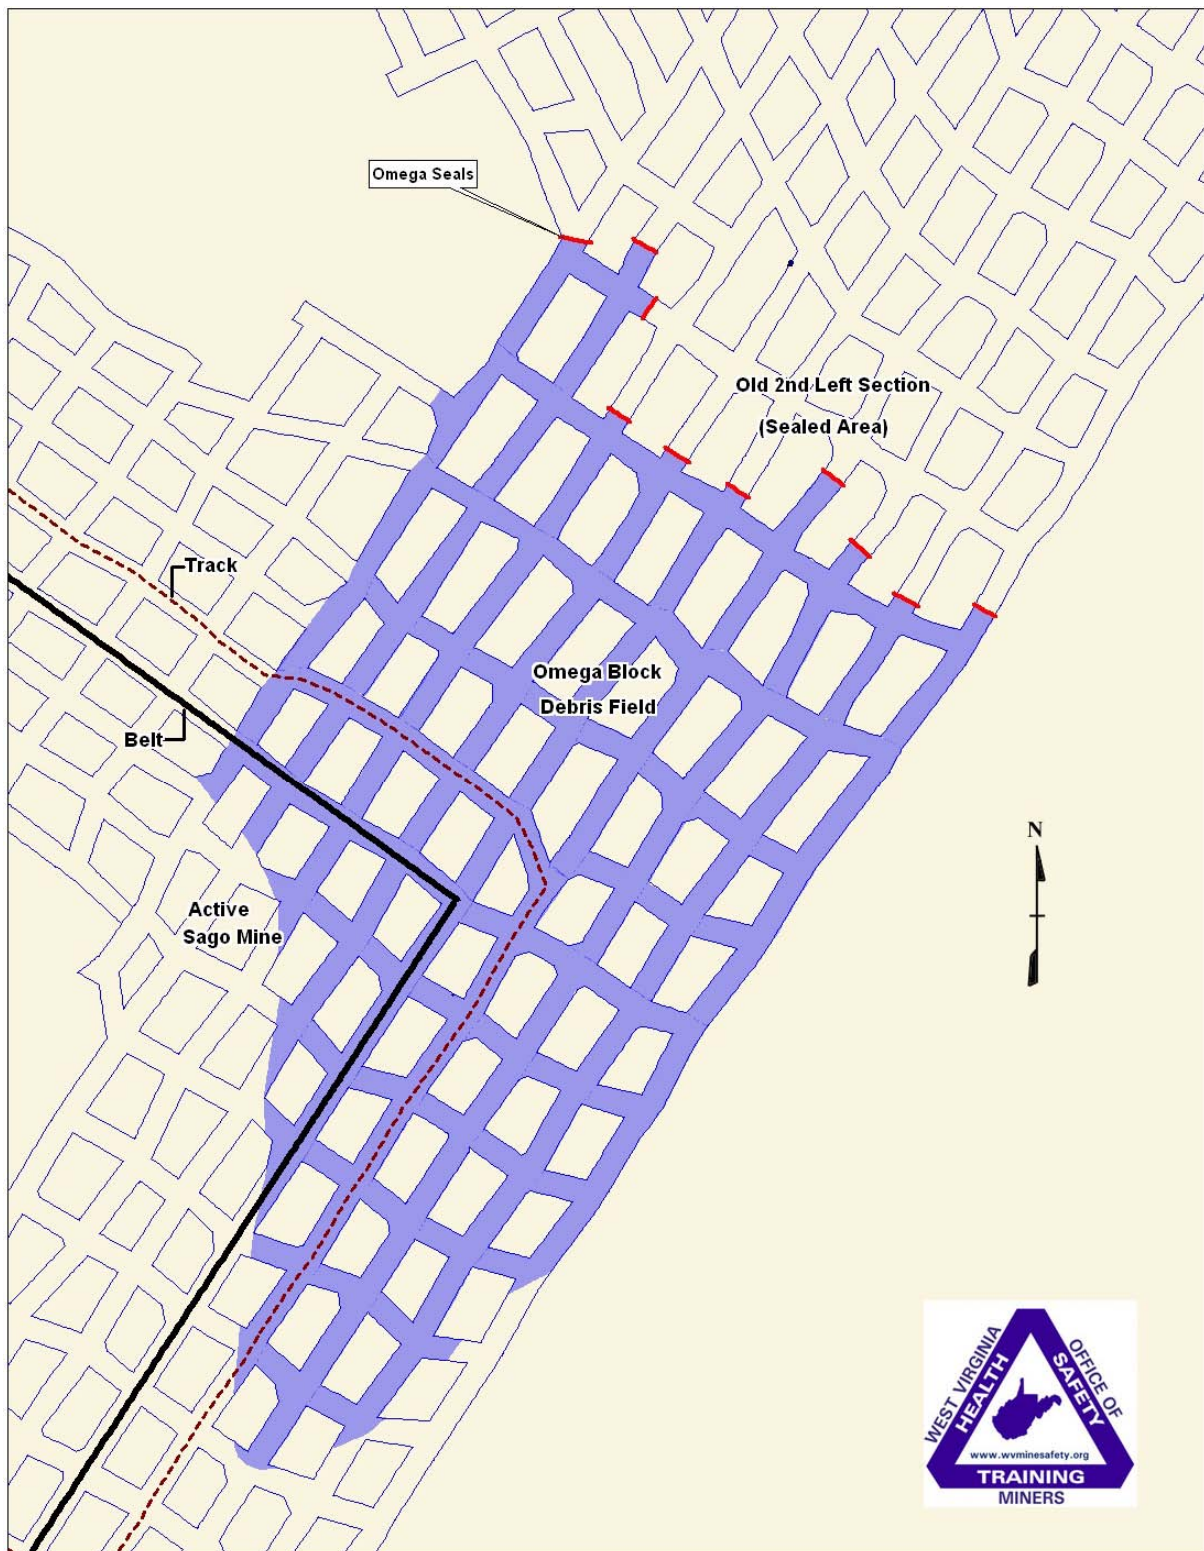 Omega Seals
Old 2nd Left Section
(Sealed Area)
Track
Omega Block
Debris Field
Belt
N
Active
Sago Mine
WEST VIRGINIA
OFFICE OF
HEALTH
SAFETY
www.wvminesafety.org
TRAINING
MINERS